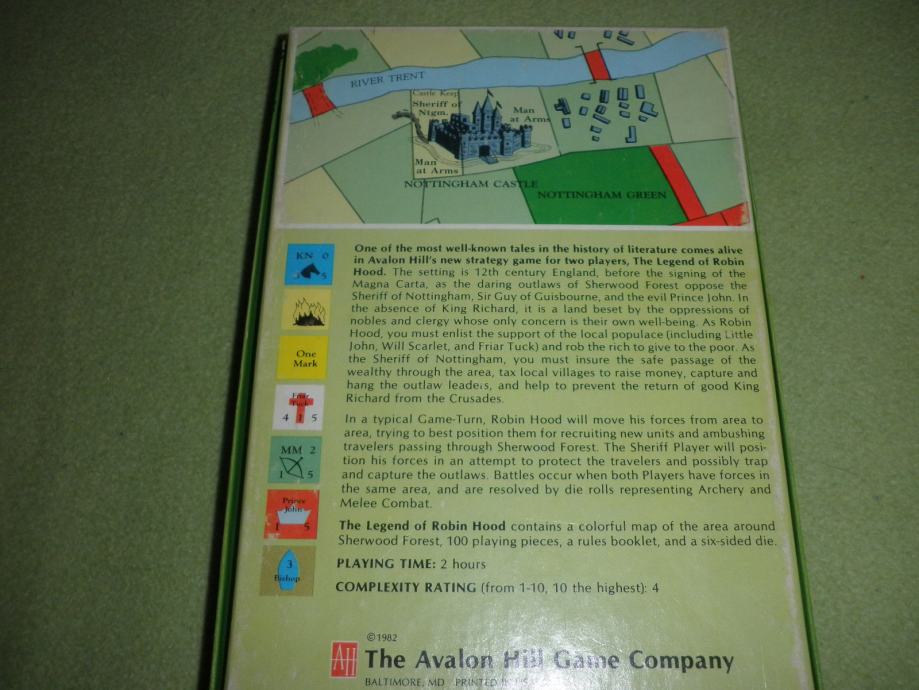 RIVER TRENT
Castle Keep
Sheriff of
Ntgm.
Man
at Arms
Man
at Arms
NOTTINGHAM CASTLE
NOTTINGHAM GREEN
KN 0
3 5
One
Mark
Friar
Tuck
4 1 5
MM 2
1 5
Prince
John
1 5
3
Bishop
One of the most well-known tales in the history of literature comes alive
in Avalon Hill's new strategy game for two players, The Legend of Robin
Hood. The setting is 12th century England, before the signing of the
Magna Carta, as the daring outlaws of Sherwood Forest oppose the
Sheriff of Nottingham, Sir Guy of Guisbourne, and the evil Prince John. In
the absence of King Richard, it is a land beset by the oppressions of
nobles and clergy whose only concern is their own well-being. As Robin
Hood, you must enlist the support of the local populace (including Little
John, Will Scarlet, and Friar Tuck) and rob the rich to give to the poor. As
the Sheriff of Nottingham, you must insure the safe passage of the
wealthy through the area, tax local villages to raise money, capture and
hang the outlaw leaders, and help to prevent the return of good King
Richard from the Crusades.
In a typical Game-Turn, Robin Hood will move his forces from area to
area, trying to best position them for recruiting new units and ambushing
travelers passing through Sherwood Forest. The Sheriff Player will posi-
tion his forces in an attempt to protect the travelers and possibly trap
and capture the outlaws. Battles occur when both Players have forces in
the same area, and are resolved by die rolls representing Archery and
Melee Combat.
The Legend of Robin Hood contains a colorful map of the area around
Sherwood Forest, 100 playing pieces, a rules booklet, and a six-sided die.
PLAYING TIME: 2 hours
COMPLEXITY RATING (from 1-10, 10 the highest): 4
©1982
AH The Avalon Hill Game Company
BALTIMORE, MD PRINTED IN